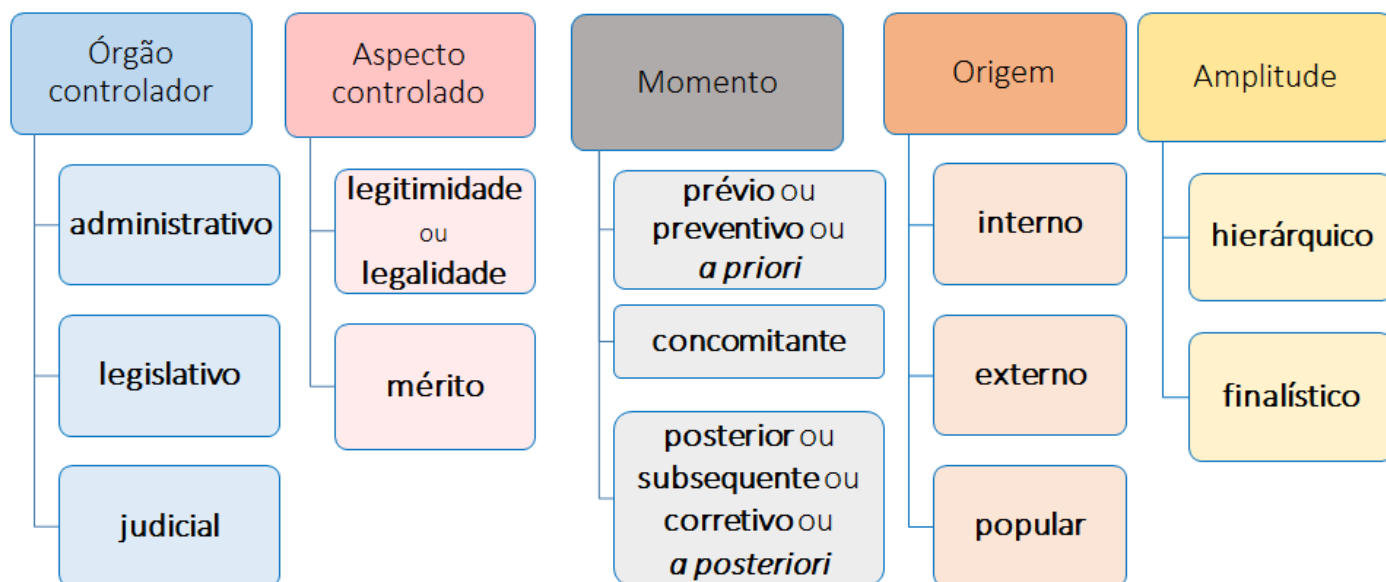 Órgão
controlador
administrativo
legislativo
judicial
Aspecto
controlado
legitimidade
ou
legalidade
mérito
Momento
prévio ou
preventivo ou
a priori
concomitante
posterior ou
subsequente ou
corretivo ou
a posteriori
Origem
interno
externo
popular
Amplitude
hierárquico
finalístico